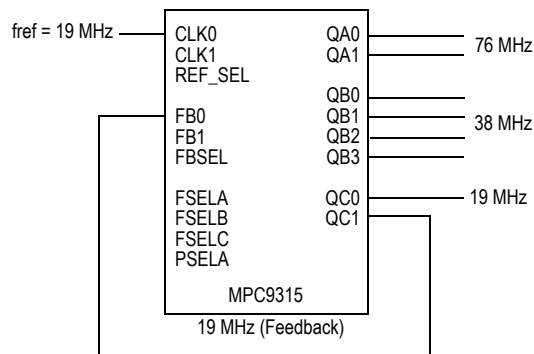 fref = 19 MHz
CLK0
CLK1
REF_SEL
FB0
FB1
FBSEL
FSELA
FSELB
FSELC
PSELA
QA0
QA1
QB0
QB1
QB2
QB3
QC0
QC1
76 MHz
38 MHz
19 MHz
MPC9315
19 MHz (Feedback)